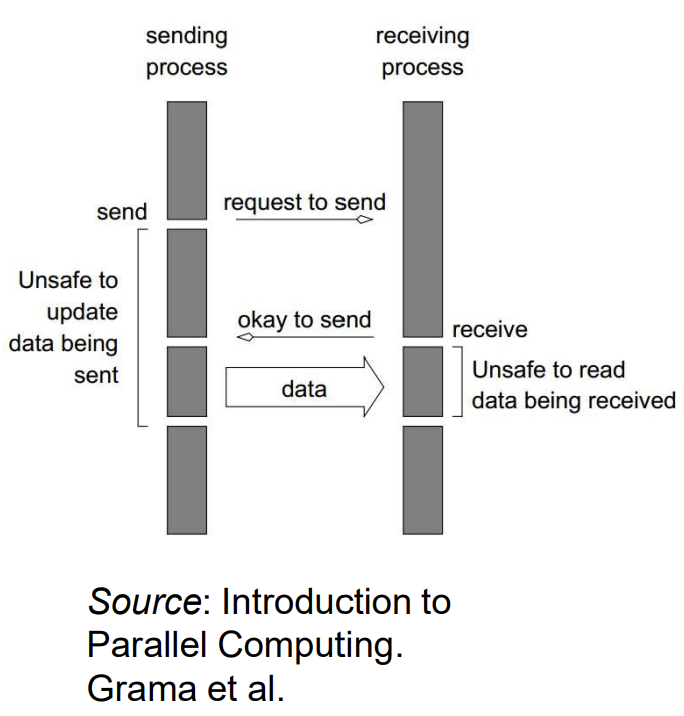 sending
process
receiving
process
send
request to send
Unsafe to
update
data being
sent
okay to send
receive
data
Unsafe to read
data being received
Source: Introduction to
Parallel Computing.
Grama et al.